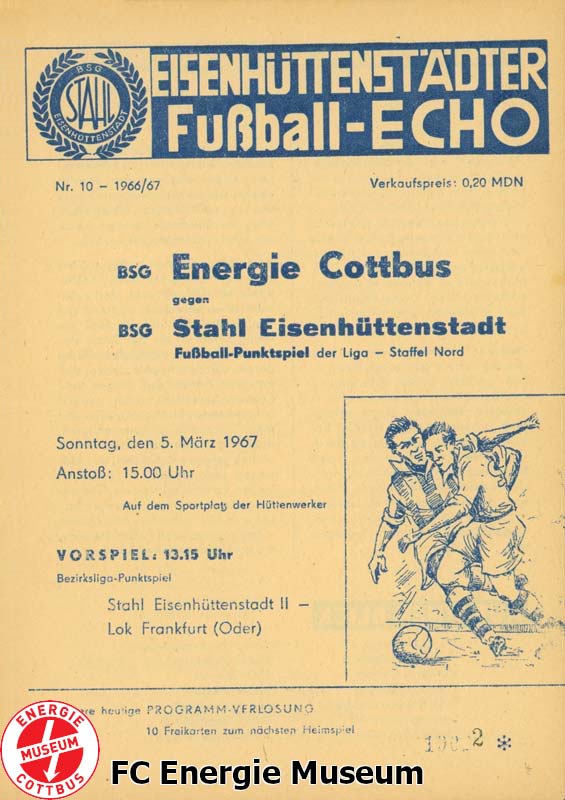 BSG
STAHL
EISENHÜTTENSTADT
EISENHÜTTENSTÄDTER
Fußball-ECHO
Nr. 10 – 1966/67
Verkaufspreis: 0,20 MDN
BSG Energie Cottbus
gegen
BSG Stahl Eisenhüttenstadt
Fußball-Punktspiel der Liga – Staffel Nord
Sonntag, den 5. März 1967
Anstoß: 15.00 Uhr
Auf dem Sportplatz der Hüttenwerker
VORSPIEL: 13.15 Uhr
Bezirksliga-Punktspiel
Stahl Eisenhüttenstadt II –
Lok Frankfurt (Oder)
heutige PROGRAMM-VERLOSUNG
10 Freikarten zum nächsten Heimspiel
ENERGIE
MUSEUM
COTTBUS
FC Energie Museum